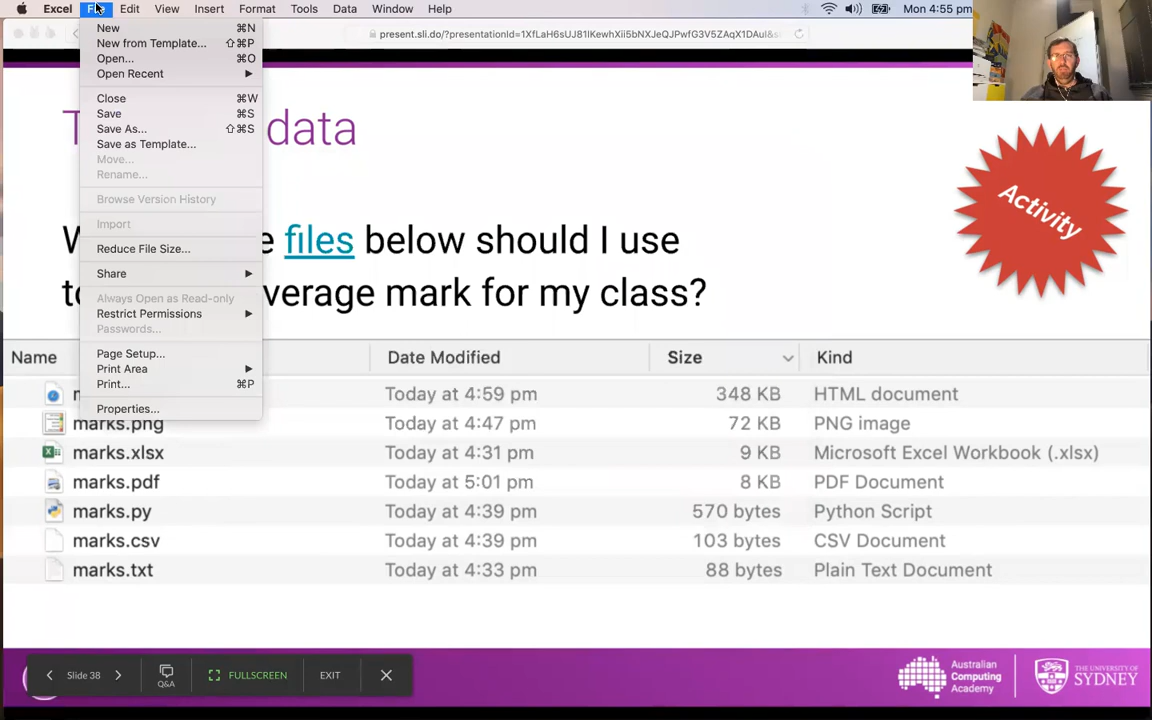 Excel File Edit View Insert Format Tools Data Window Help Mon 4:55 pm
present.sli.do/?presentationId=1XfLaH6sUJ81lKewhXii5bNXJeQJPwfG3V5ZAqX1DAuI&s
New ⌘N
New from Template... ⇧⌘P
Open... ⌘O
Open Recent
Close ⌘W
Save ⌘S
Save As... ⇧⌘S
Save as Template...
Move...
Rename...
Browse Version History
Import
Reduce File Size...
Share
Always Open as Read-only
Restrict Permissions
Passwords...
Page Setup...
Print Area
Print... ⌘P
Properties...
data
Activity
files below should I use
average mark for my class?
Name Date Modified Size Kind
Today at 4:59 pm 348 KB HTML document
marks.png Today at 4:47 pm 72 KB PNG image
marks.xlsx Today at 4:31 pm 9 KB Microsoft Excel Workbook (.xlsx)
marks.pdf Today at 5:01 pm 8 KB PDF Document
marks.py Today at 4:39 pm 570 bytes Python Script
marks.csv Today at 4:39 pm 103 bytes CSV Document
marks.txt Today at 4:33 pm 88 bytes Plain Text Document
Slide 38 Q&A FULLSCREEN EXIT
Australian
Computing
Academy
THE UNIVERSITY OF
SYDNEY